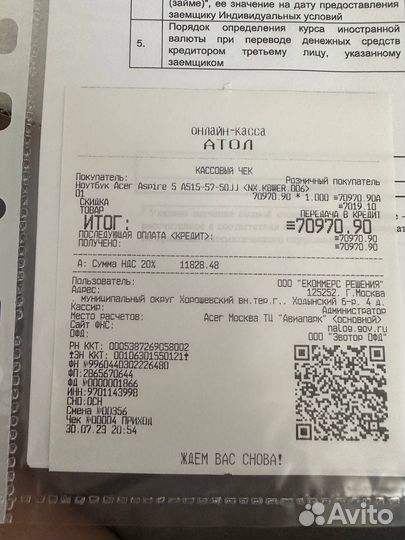 (займе)", ее значение на дату предоставления
заемщику Индивидуальных условий
5.
Порядок определения курса иностранной
валюты при переводе денежных средств
кредитором третьему лицу, указанному
заемщиком
ОНЛАЙН-КАССА
АТОЛ
КАССОВЫЙ ЧЕК
Покупатель: Розничный покупатель
Ноутбук Acer Aspire 5 A515-57-50JJ <NX.K8WER.006>
01 70970.90 * 1.000 =70970.90А
СКИДКА =7019.10
ТОВАР ПЕРЕДАЧА В КРЕДИТ
ИТОГ: =70970.90
ПОСЛЕДУЮЩАЯ ОПЛАТА <КРЕДИТ>: =70970.90
ПОЛУЧЕНО: =70970.90
А: Сумма НДС 20% 11828.48
Пользователь: ООО "ЕКОММЕРС РЕШЕНИЯ"
Адрес: 125252, Г.Москва
, муниципальный округ Хорошевский вн.тер.г., Ходынский б-р, 4 д.
Кассир: Администратор
Место расчетов: Acer Москва ТЦ "Авиапарк" <основной>
Сайт ФНС: nalog.gov.ru
ОФД: ООО "Эвотор ОФД"
РН ККТ: 0005387269058002
ЗН ККТ: 00106301550121
ФН №9960440302226480
ФП:2865670644
ФД №0000001866
ИНН:9701143998
СНО:ОСН
Смена №00356
Чек №00004 ПРИХОД
30.07.23 20:54
ЖДЕМ ВАС СНОВА!
Avito